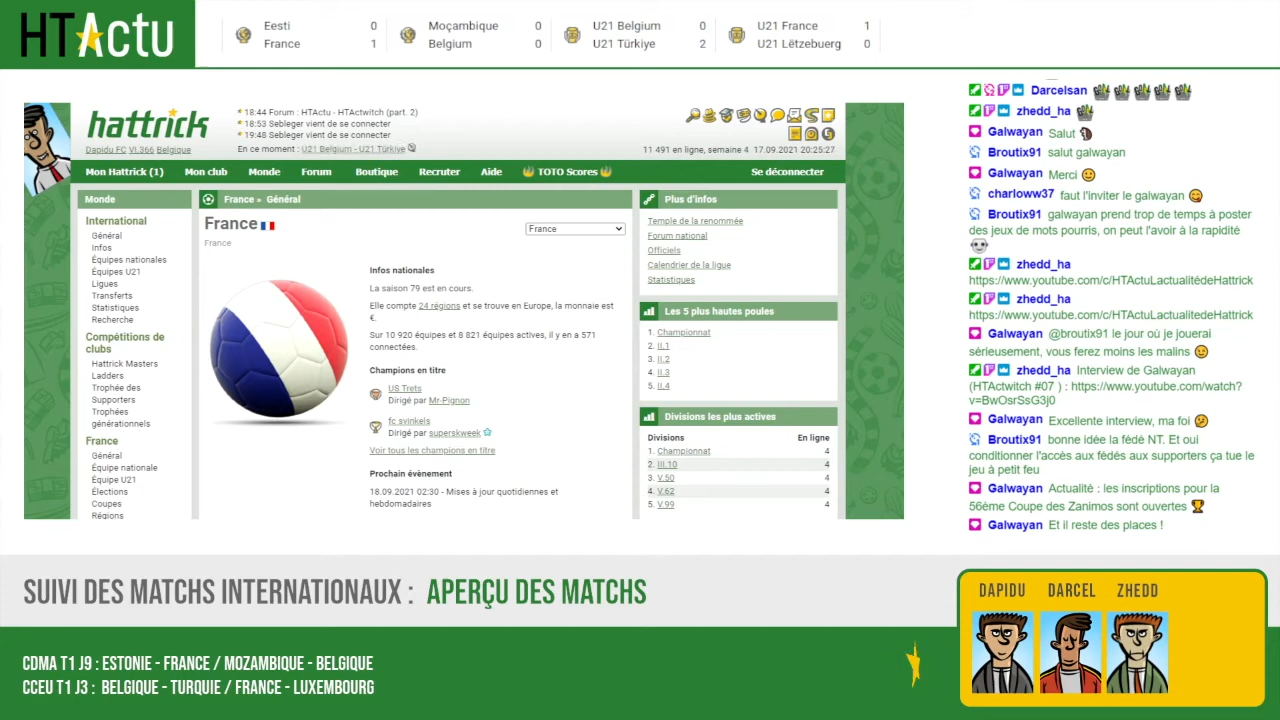 HTActu
Eesti 0
France 1
Moçambique 0
Belgium 0
U21 Belgium 0
U21 Türkiye 2
U21 France 1
U21 Lëtzebuerg 0
hattrick
Dapidu FC VI.366 Belgique
18:44 Forum : HTActu - HTActwitch (part. 2)
18:53 Sebleger vient de se connecter
19:48 Sebleger vient de se connecter
En ce moment : U21 Belgium - U21 Türkiye
11 491 en ligne, semaine 4 17.09.2021 20:25:27
Mon Hattrick (1) Mon club Monde Forum Boutique Recruter Aide TOTO Scores Se déconnecter
Monde
International
Général
Infos
Équipes nationales
Équipes U21
Ligues
Transferts
Statistiques
Recherche
Compétitions de
clubs
Hattrick Masters
Ladders
Trophée des
Supporters
Trophées
générationnels
France
Général
Équipe nationale
Équipe U21
Élections
Coupes
Régions
France » Général
France
France
France
Infos nationales
La saison 79 est en cours.
Elle compte 24 régions et se trouve en Europe, la monnaie est
€.
Sur 10 920 équipes et 8 821 équipes actives, il y en a 571
connectées.
Champions en titre
US Trets
Dirigé par Mr-Pignon
fc svinkels
Dirigé par superskweek
Voir tous les champions en titre
Prochain évènement
18.09.2021 02:30 - Mises à jour quotidiennes et
hebdomadaires
Plus d'infos
Temple de la renommée
Forum national
Officiels
Calendrier de la ligue
Statistiques
Les 5 plus hautes poules
1. Championnat
2. II.1
3. II.2
4. II.3
5. II.4
Divisions les plus actives
Divisions En ligne
1. Championnat 4
2. III.10 4
3. V.50 4
4. V.62 4
5. V.99 4
Darcelsan
zhedd_ha
Galwayan Salut
Broutix91 salut galwayan
Galwayan Merci
charloww37 faut l'inviter le galwayan
Broutix91 galwayan prend trop de temps à poster
des jeux de mots pourris, on peut l'avoir à la rapidité
zhedd_ha
https://www.youtube.com/c/HTActuLactualitédeHattrick
zhedd_ha
https://www.youtube.com/c/HTActuLactualitédeHattrick
Galwayan @broutix91 le jour où je jouerai
sérieusement, vous ferez moins les malins
zhedd_ha Interview de Galwayan
(HTActwitch #07 ) : https://www.youtube.com/watch?
v=BwOsrSsG3j0
Galwayan Excellente interview, ma foi
Broutix91 bonne idée la fédé NT. Et oui
conditionner l'accès aux fédés aux supporters ça tue le
jeu à petit feu
Galwayan Actualité : les inscriptions pour la
56ème Coupe des Zanimos sont ouvertes
Galwayan Et il reste des places !
SUIVI DES MATCHS INTERNATIONAUX : APERÇU DES MATCHS
CDMA T1 J9 : ESTONIE - FRANCE / MOZAMBIQUE - BELGIQUE
CCEU T1 J3 : BELGIQUE - TURQUIE / FRANCE - LUXEMBOURG
DAPIDU DARCEL ZHEDD